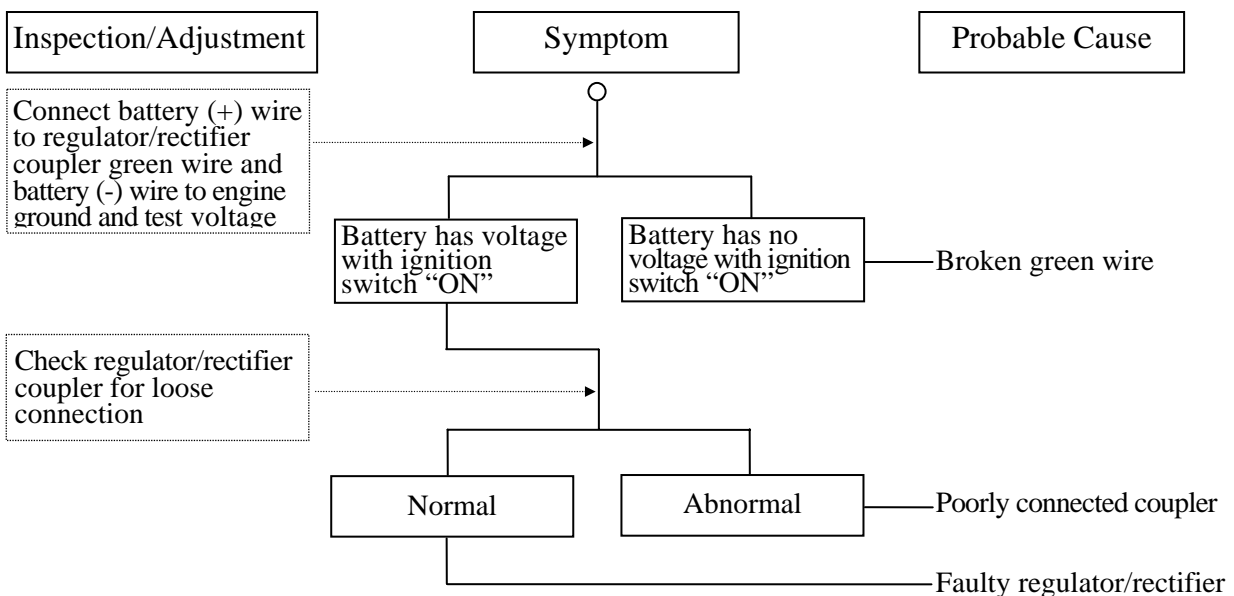 Inspection/Adjustment
Symptom
Probable Cause
Connect battery (+) wire
to regulator/rectifier
coupler green wire and
battery (-) wire to engine
ground and test voltage
Battery has voltage
with ignition
switch “ON”
Battery has no
voltage with ignition
switch “ON”
Broken green wire
Check regulator/rectifier
coupler for loose
connection
Normal
Abnormal
Poorly connected coupler
Faulty regulator/rectifier